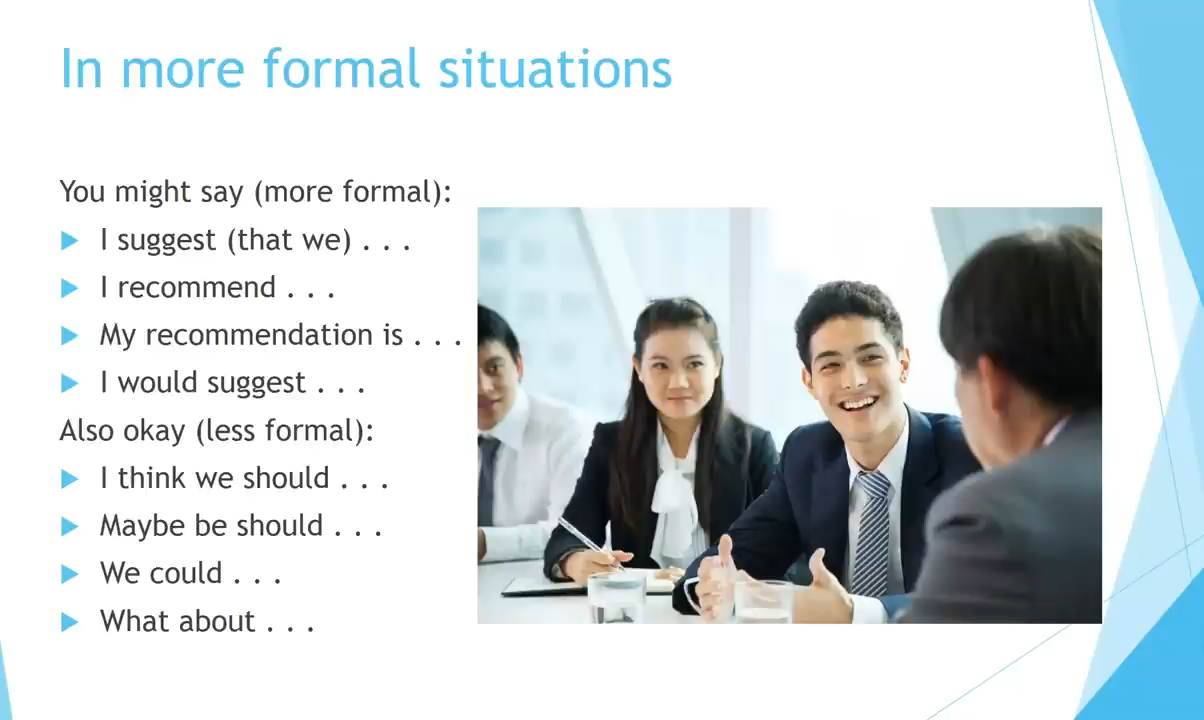 In more formal situations
You might say (more formal):
I suggest (that we) . . .
I recommend . . .
My recommendation is . . .
I would suggest . . .
Also okay (less formal):
I think we should . . .
Maybe be should . . .
We could . . .
What about . . .